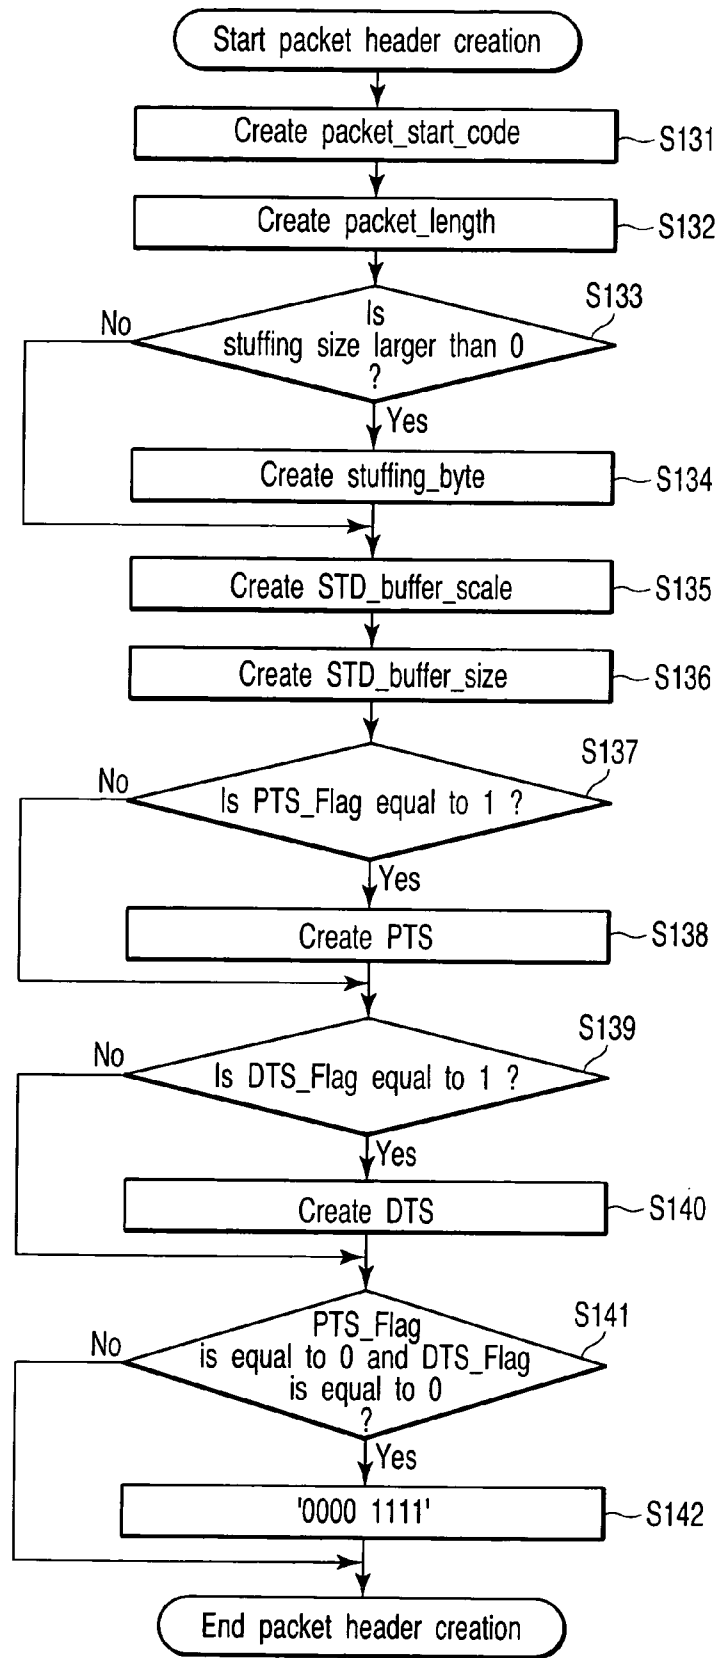 Start packet header creation
Create packet_start_code
S131
Create packet_length
S132
S133
No
Is
stuffing size larger than 0
?
Yes
Create stuffing_byte
S134
Create STD_buffer_scale
S135
Create STD_buffer_size
S136
S137
No
Is PTS_Flag equal to 1 ?
Yes
Create PTS
S138
S139
No
Is DTS_Flag equal to 1 ?
Yes
Create DTS
S140
S141
No
PTS_Flag
is equal to 0 and DTS_Flag
is equal to 0
?
Yes
'0000 1111'
S142
End packet header creation